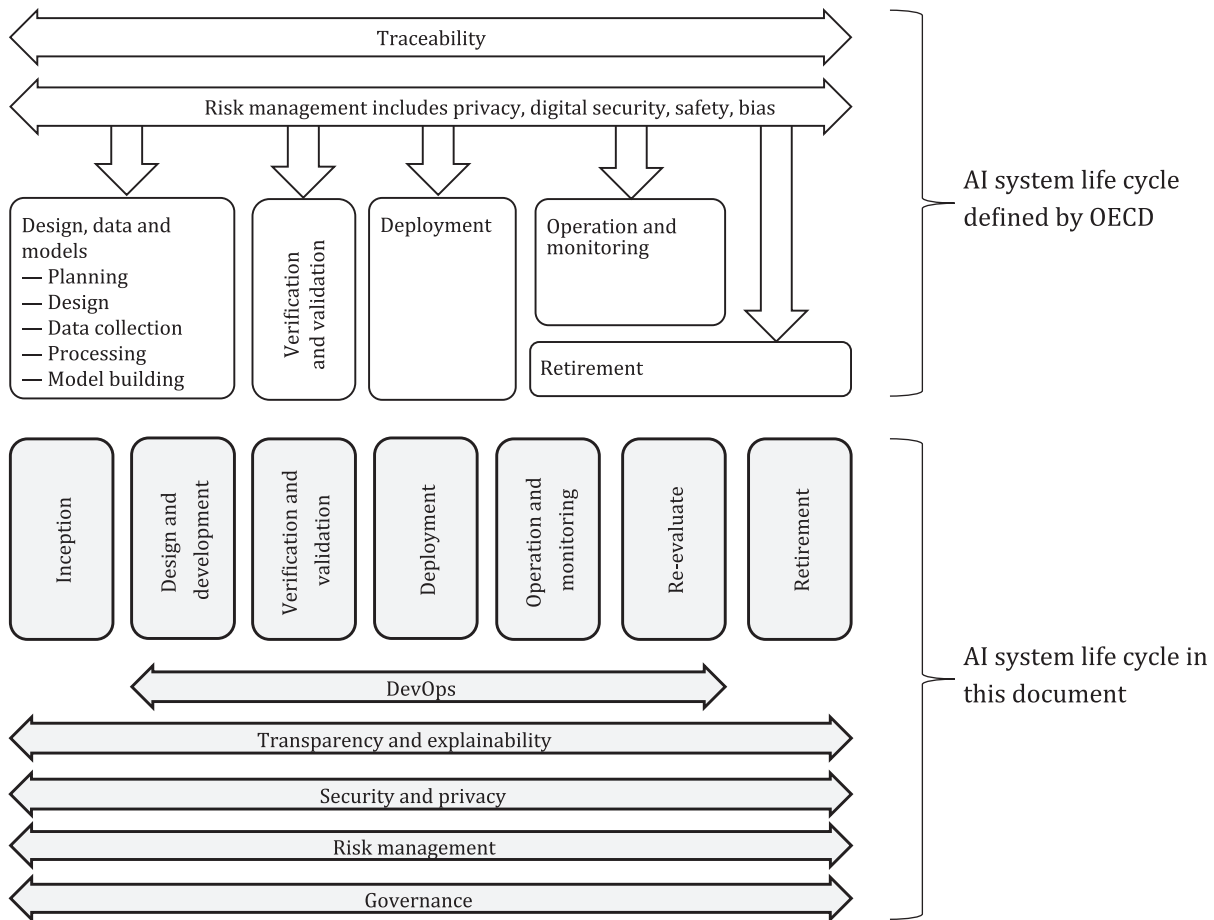 Traceability
Risk management includes privacy, digital security, safety, bias
Design, data and
models
— Planning
— Design
— Data collection
— Processing
— Model building
Verification
and validation
Deployment
Operation and
monitoring
Retirement
AI system life cycle
defined by OECD
Inception
Design and
development
Verification and
validation
Deployment
Operation and
monitoring
Re-evaluate
Retirement
DevOps
Transparency and explainability
Security and privacy
Risk management
Governance
AI system life cycle in
this document